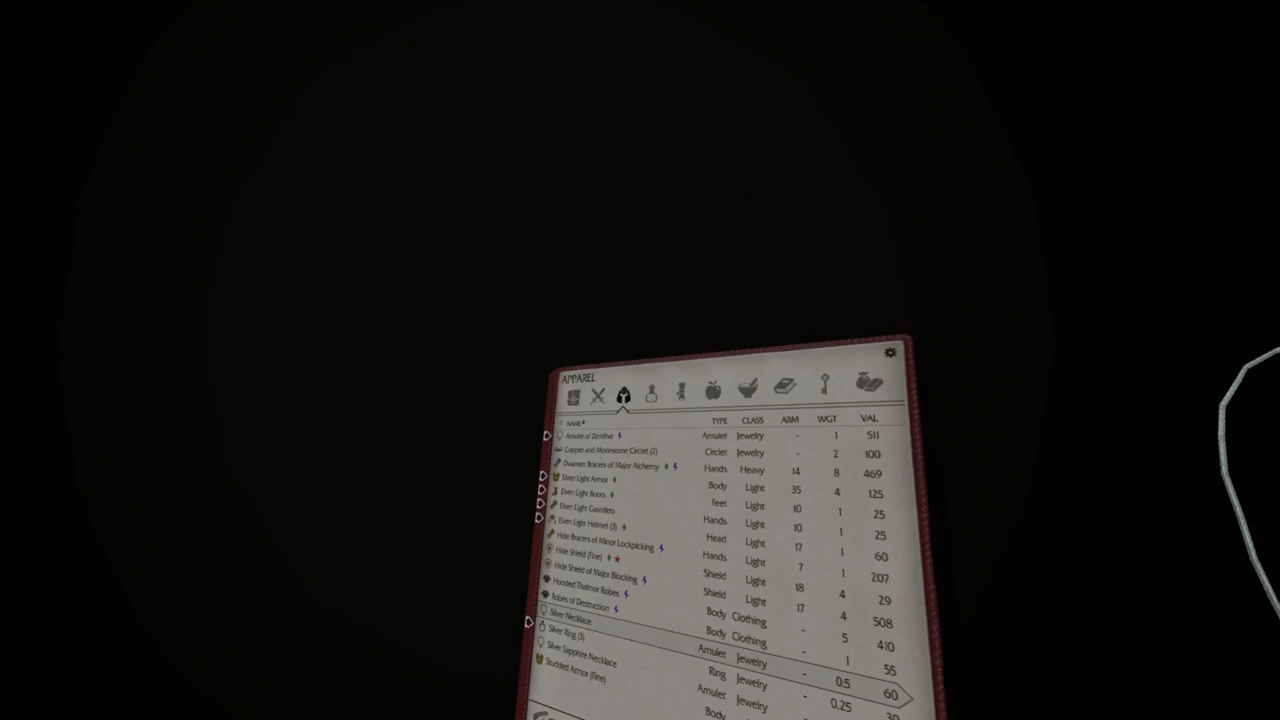 APPAREL
NAME TYPE CLASS ARM WGT VAL
Amulet of Zenithar Amulet Jewelry - 1 511
Copper and Moonstone Circlet (2) Circlet Jewelry - 2 100
Dwarven Bracers of Major Alchemy Hands Heavy 14 8 469
Elven Light Armor Body Light 35 4 125
Elven Light Boots Feet Light 10 1 25
Elven Light Gauntlets Hands Light 10 1 25
Elven Light Helmet (3) Head Light 17 1 60
Hide Bracers of Minor Lockpicking Hands Light 7 1 207
Hide Shield (Fine) Shield Light 18 4 29
Hide Shield of Major Blocking Shield Light 17 4 508
Hooded Thalmor Robes Body Clothing - 5 410
Robes of Destruction Body Clothing - 1 55
Silver Necklace Amulet Jewelry - 0.5 60
Silver Ring (3) Ring Jewelry - 0.25 30
Silver Sapphire Necklace Amulet Jewelry
Studded Armor (Fine) Body